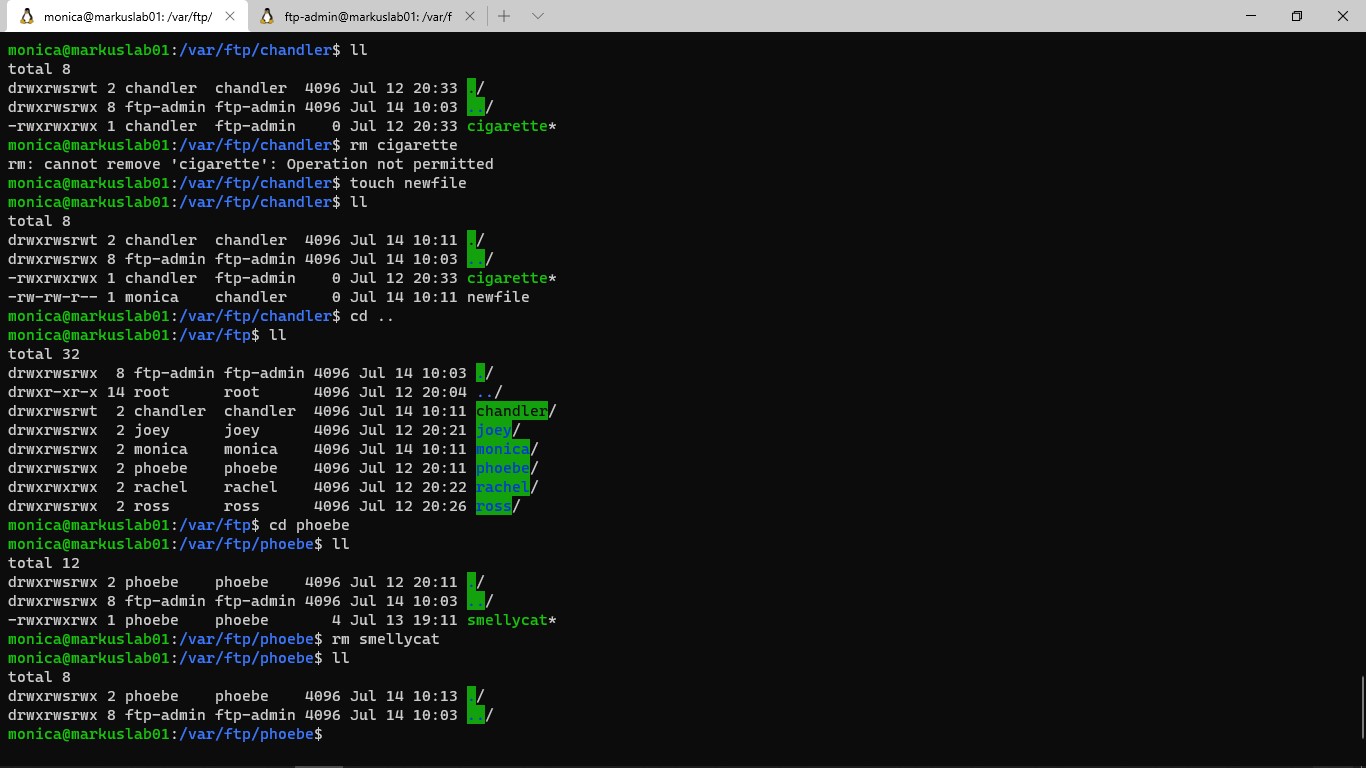 monica@markuslab01: /var/ftp/
ftp-admin@markuslab01: /var/f
monica@markuslab01:/var/ftp/chandler$ ll
total 8
drwxrwsrwt 2 chandler  chandler  4096 Jul 12 20:33 ./
drwxrwsrwx 8 ftp-admin ftp-admin 4096 Jul 14 10:03 ../
-rwxrwxrwx 1 chandler  ftp-admin    0 Jul 12 20:33 cigarette*
monica@markuslab01:/var/ftp/chandler$ rm cigarette
rm: cannot remove 'cigarette': Operation not permitted
monica@markuslab01:/var/ftp/chandler$ touch newfile
monica@markuslab01:/var/ftp/chandler$ ll
total 8
drwxrwsrwt 2 chandler  chandler  4096 Jul 14 10:11 ./
drwxrwsrwx 8 ftp-admin ftp-admin 4096 Jul 14 10:03 ../
-rwxrwxrwx 1 chandler  ftp-admin    0 Jul 12 20:33 cigarette*
-rw-rw-r-- 1 monica    chandler     0 Jul 14 10:11 newfile
monica@markuslab01:/var/ftp/chandler$ cd ..
monica@markuslab01:/var/ftp$ ll
total 32
drwxrwsrwx  8 ftp-admin ftp-admin 4096 Jul 14 10:03 ./
drwxr-xr-x 14 root      root      4096 Jul 12 20:04 ../
drwxrwsrwt  2 chandler  chandler  4096 Jul 14 10:11 chandler/
drwxrwsrwx  2 joey      joey      4096 Jul 12 20:21 joey/
drwxrwsrwx  2 monica    monica    4096 Jul 14 10:11 monica/
drwxrwsrwx  2 phoebe    phoebe    4096 Jul 12 20:11 phoebe/
drwxrwsrwx  2 rachel    rachel    4096 Jul 12 20:22 rachel/
drwxrwsrwx  2 ross      ross      4096 Jul 12 20:26 ross/
monica@markuslab01:/var/ftp$ cd phoebe
monica@markuslab01:/var/ftp/phoebe$ ll
total 12
drwxrwsrwx 2 phoebe    phoebe    4096 Jul 12 20:11 ./
drwxrwsrwx 8 ftp-admin ftp-admin 4096 Jul 14 10:03 ../
-rwxrwxrwx 1 phoebe    phoebe       4 Jul 13 19:11 smellycat*
monica@markuslab01:/var/ftp/phoebe$ rm smellycat
monica@markuslab01:/var/ftp/phoebe$ ll
total 8
drwxrwsrwx 2 phoebe    phoebe    4096 Jul 14 10:13 ./
drwxrwsrwx 8 ftp-admin ftp-admin 4096 Jul 14 10:03 ../
monica@markuslab01:/var/ftp/phoebe$